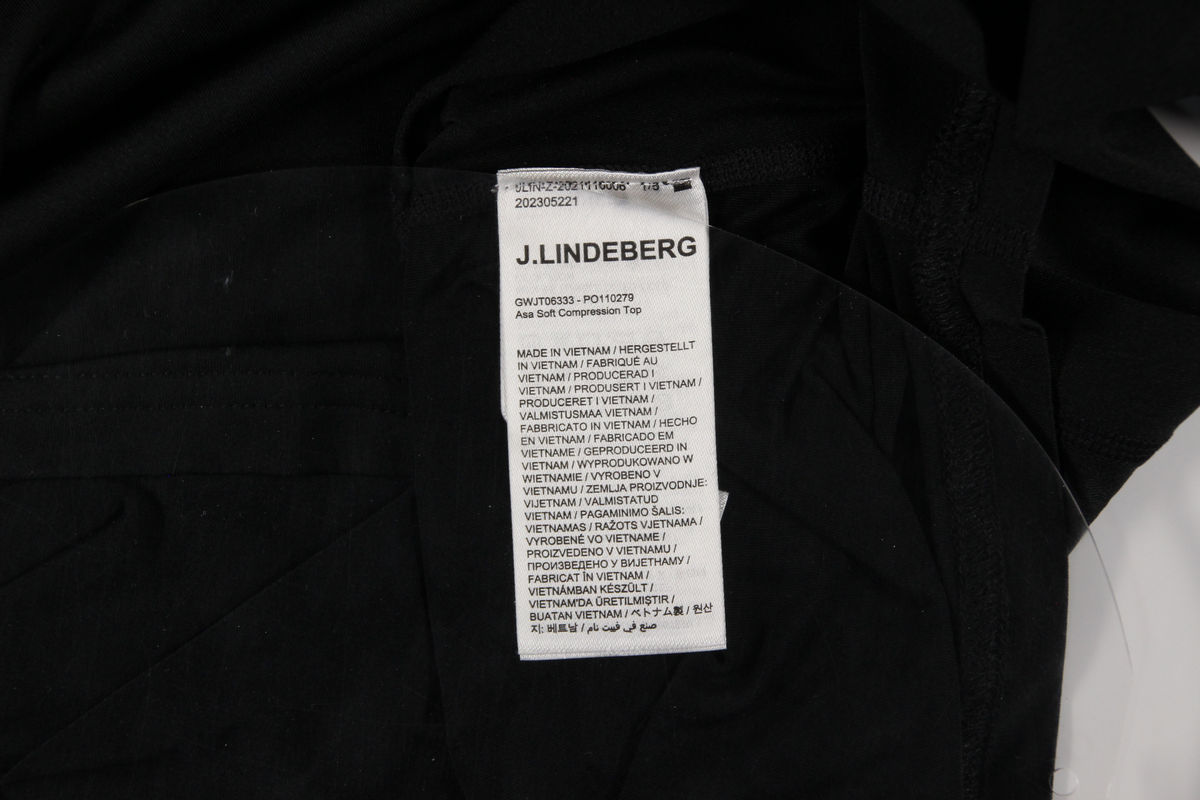 202305221
J.LINDEBERG
GWJT06333 - PO110279
Asa Soft Compression Top
MADE IN VIETNAM / HERGESTELLT
IN VIETNAM / FABRIQUÉ AU
VIETNAM / PRODUCERAD I
VIETNAM / PRODUSERT I VIETNAM /
PRODUCERET I VIETNAM /
VALMISTUSMAA VIETNAM /
FABBRICATO IN VIETNAM / HECHO
EN VIETNAM / FABRICADO EM
VIETNAME / GEPRODUCEERD IN
VIETNAM / WYPRODUKOWANO W
WIETNAMIE / VYROBENO V
VIETNAMU / ZEMLJA PROIZVODNJE:
VIJETNAM / VALMISTATUD
VIETNAM / PAGAMINIMO ŠALIS:
VIETNAMAS / RAŽOTS VJETNAMA /
VYROBENÉ VO VIETNAME /
PROIZVEDENO V VIETNAMU /
ПРОИЗВЕДЕНО У ВИЈЕТНАМУ /
FABRICAT ÎN VIETNAM /
VIETNÁMBAN KÉSZÜLT /
VIETNAM'DA ÜRETILMIŞTIR /
BUATAN VIETNAM / ベトナム製 / 원산
지: 베트남 / صنع في فييت نام